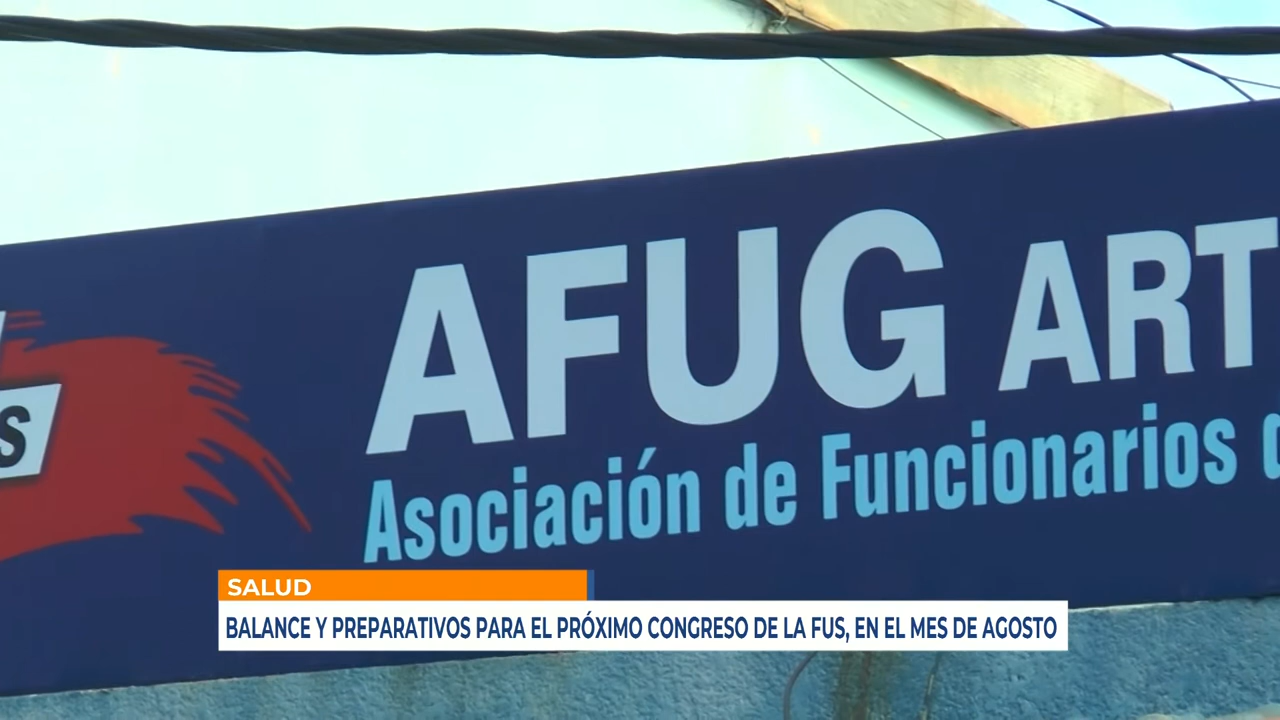 AFUG ART
Asociación de Funcionarios d
S
SALUD
BALANCE Y PREPARATIVOS PARA EL PRÓXIMO CONGRESO DE LA FUS, EN EL MES DE AGOSTO